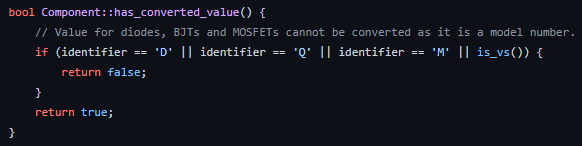 bool Component::has_converted_value() {
    // Value for diodes, BJTs and MOSFETs cannot be converted as it is a model number.
    if (identifier == 'D' || identifier == 'Q' || identifier == 'M' || is_vs()) {
        return false;
    }
    return true;
}